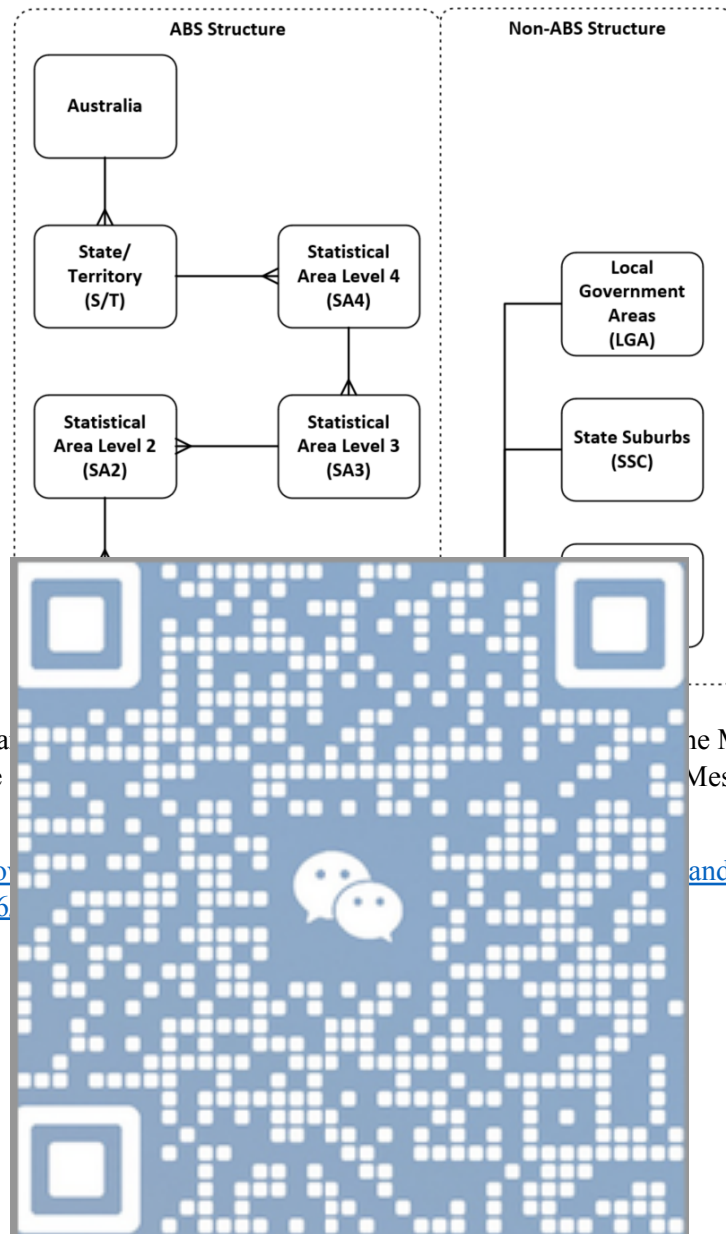 ABS Structure
Non-ABS Structure
Australia
State/
Territory
(S/T)
Statistical
Area Level 4
(SA4)
Local
Government
Areas
(LGA)
Statistical
Area Level 2
(SA2)
Statistical
Area Level 3
(SA3)
State Suburbs
(SSC)
M
and